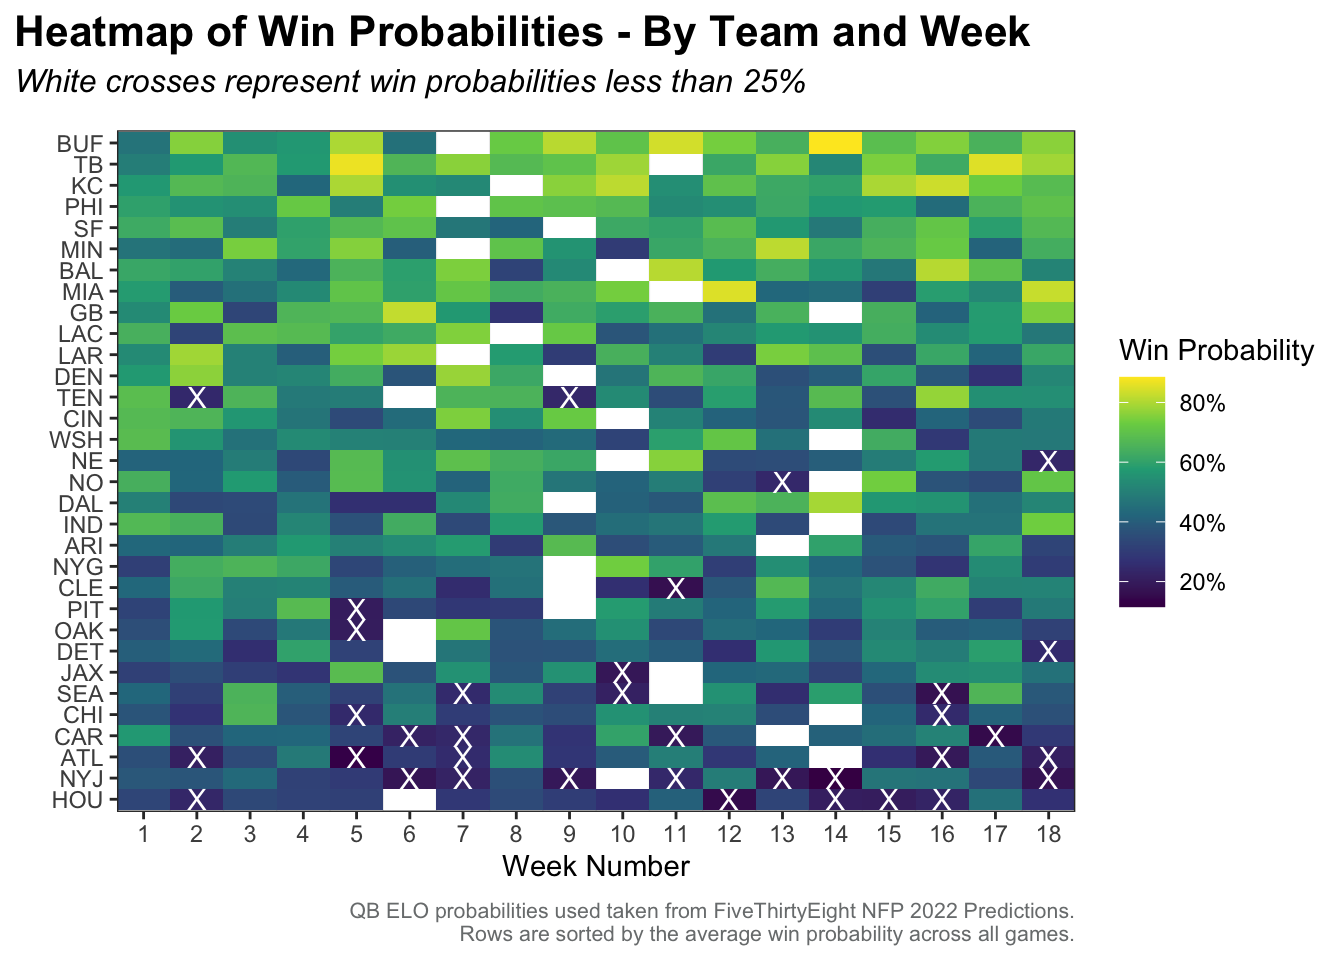 Heatmap of Win Probabilities - By Team and Week
White crosses represent win probabilities less than 25%
BUF
TB
KC
PHI
SF
MIN
BAL
MIA
GB
LAC
LAR
DEN
TEN
X X
CIN
WSH
NE
X
NO
X
DAL
IND
ARI
NYG
CLE
X
PIT
X
OAK
X
DET
X
JAX
X
SEA
X X X
CHI
X X
CAR
X X X X
ATL
X X X X X
NYJ
X X X X X X X
HOU
X X X X X
1 2 3 4 5 6 7 8 9 10 11 12 13 14 15 16 17 18
Week Number
Win Probability
80%
60%
40%
20%
QB ELO probabilities used taken from FiveThirtyEight NFP 2022 Predictions.
Rows are sorted by the average win probability across all games.